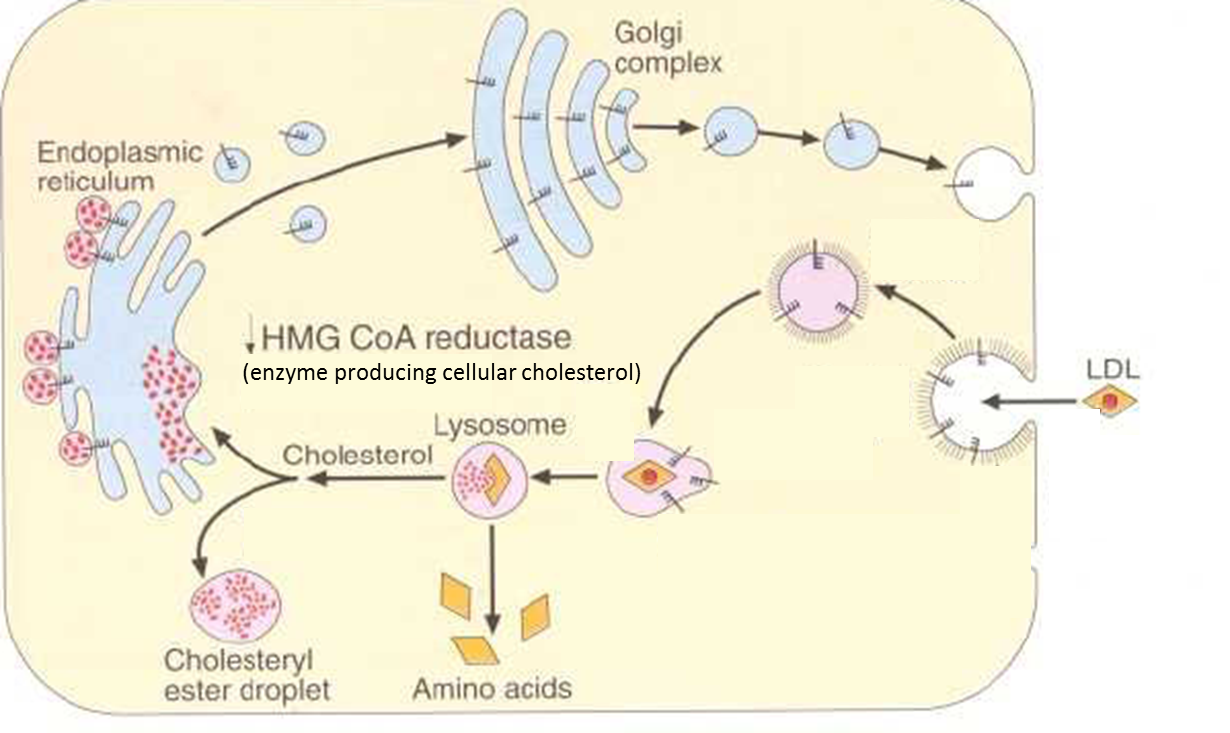 Golgi
complex
Endoplasmic
reticulum
↓ HMG CoA reductase
(enzyme producing cellular cholesterol)
LDL
Lysosome
Cholesterol
Cholesteryl
ester droplet
Amino acids